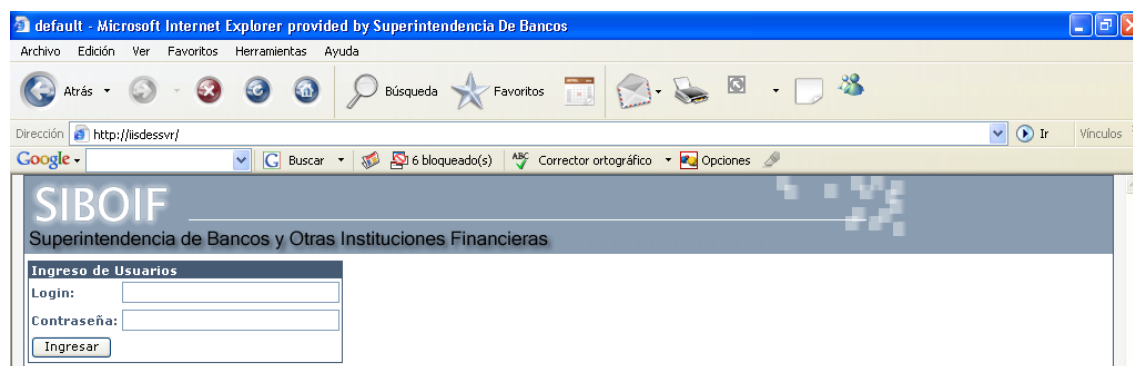 default - Microsoft Internet Explorer provided by Superintendencia De Bancos
Archivo Edición Ver Favoritos Herramientas Ayuda
Atrás Búsqueda Favoritos
Dirección http://iisdessvr/ Ir Vínculos
Google Buscar 6 bloqueado(s) ABC Corrector ortográfico Opciones
SIBOIF
Superintendencia de Bancos y Otras Instituciones Financieras
Ingreso de Usuarios
Login:
Contraseña:
Ingresar